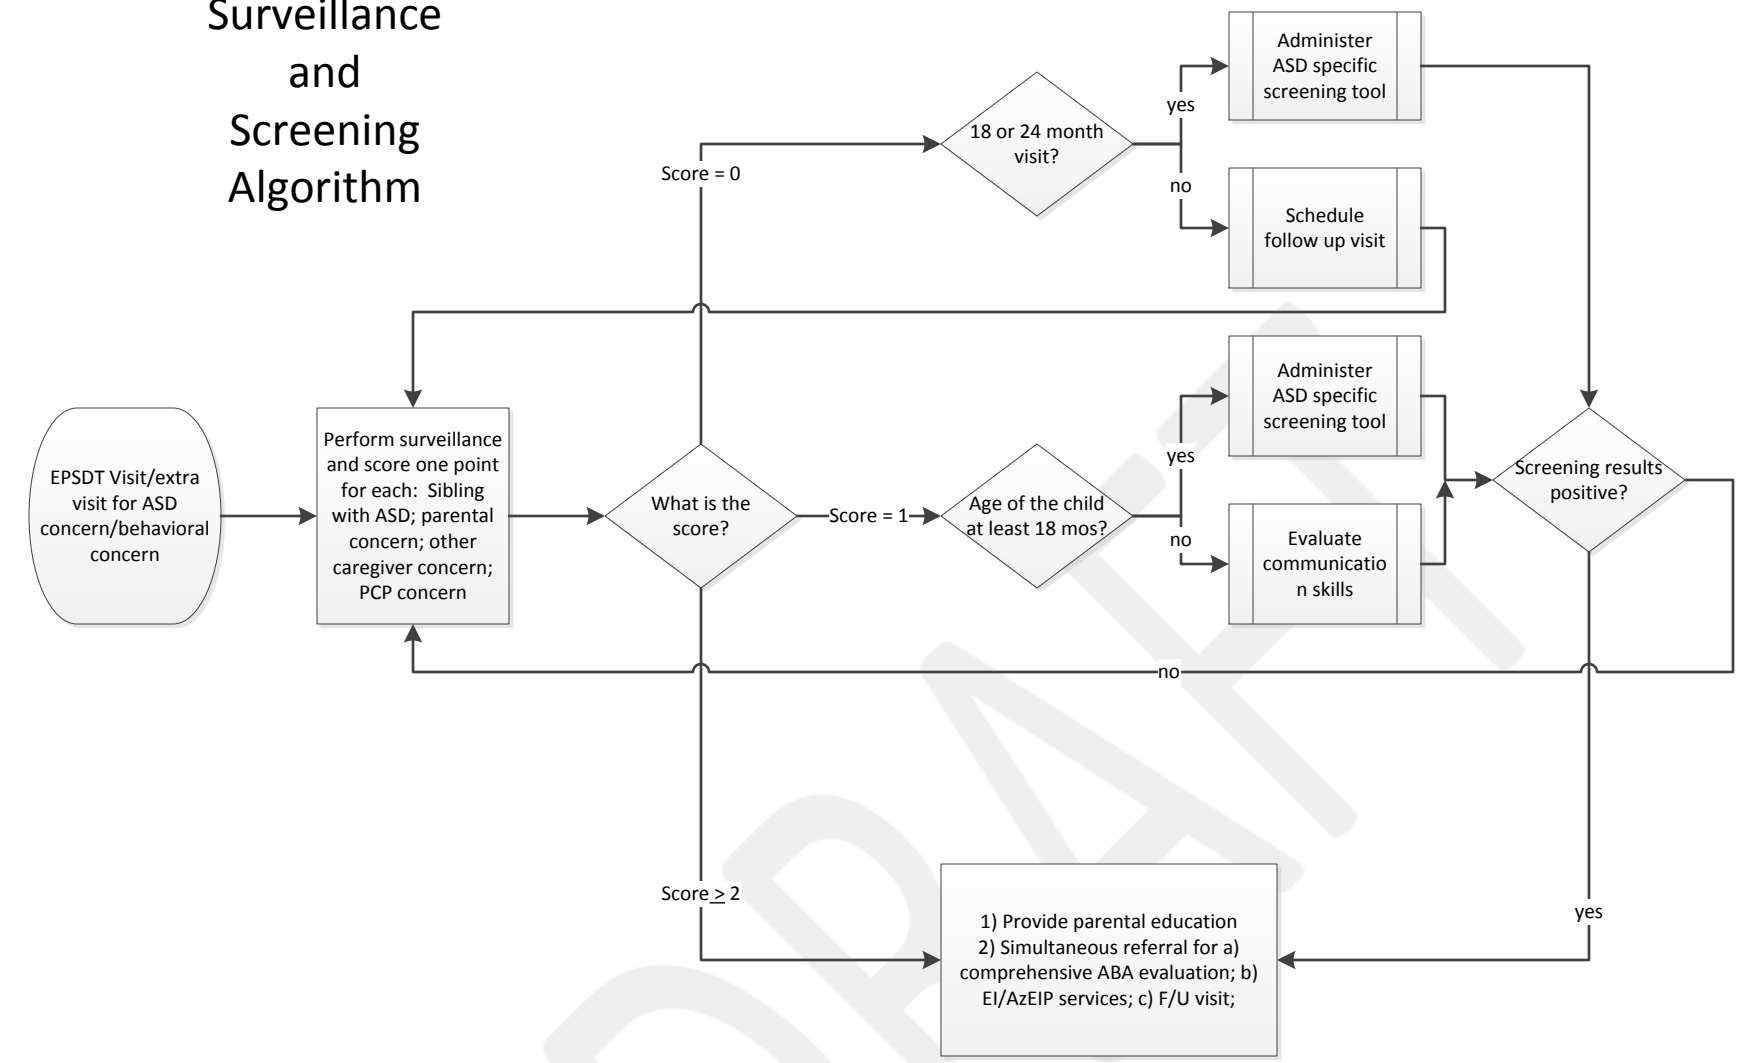 Surveillance
and
Screening
Algorithm
Administer
ASD specific
screening tool
yes
18 or 24 month
visit?
Score = 0
no
Schedule
follow up visit
Administer
ASD specific
screening tool
EPSDT Visit/extra
visit for ASD
concern/behavioral
concern
Perform surveillance
and score one point
for each:  Sibling
with ASD; parental
concern; other
caregiver concern;
PCP concern
What is the
score?
Score = 1
Age of the child
at least 18 mos?
yes
no
Evaluate
communicatio
n skills
Screening results
positive?
no
Score ≥ 2
yes
1) Provide parental education
2) Simultaneous referral for a)
comprehensive ABA evaluation; b)
EI/AzEIP services; c) F/U visit;
DRAFT